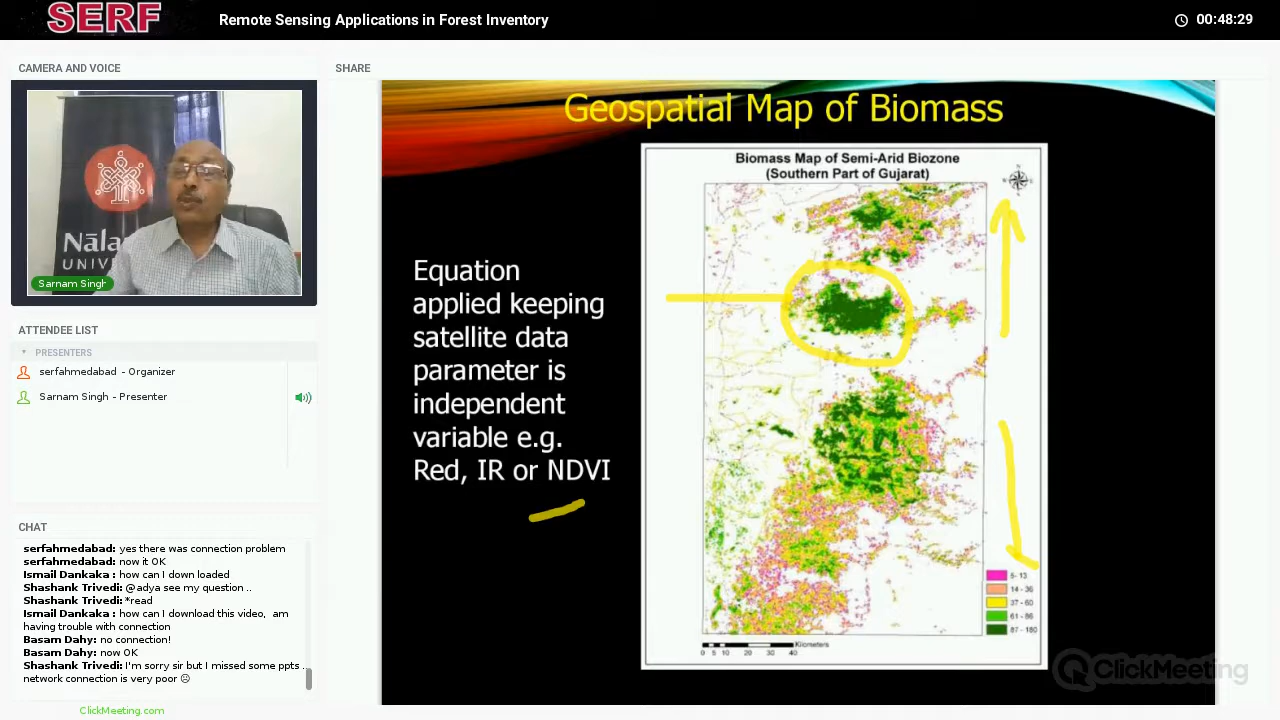 SERF
Remote Sensing Applications in Forest Inventory
00:48:29
CAMERA AND VOICE
SHARE
Nāla
UNIVER
Sarnam Singh
ATTENDEE LIST
PRESENTERS
serfahmedabad - Organizer
Sarnam Singh - Presenter
CHAT
serfahmedabad: yes there was connection problem
serfahmedabad: now it OK
Ismail Dankaka : how can I down loaded
Shashank Trivedi: @adya see my question ..
Shashank Trivedi: *read
Ismail Dankaka : how can I download this video, am
having trouble with connection
Basam Dahy: no connection!
Basam Dahy: now OK
Shashank Trivedi: I'm sorry sir but I missed some ppts .
network connection is very poor ☹
ClickMeeting.com
Geospatial Map of Biomass
Equation
applied keeping
satellite data
parameter is
independent
variable e.g.
Red, IR or NDVI
Biomass Map of Semi-Arid Biozone
(Southern Part of Gujarat)
5- 13
14 - 36
37 - 60
61 - 86
87 - 180
Kilometers
0 5 10 20 30 40
ClickMeeting